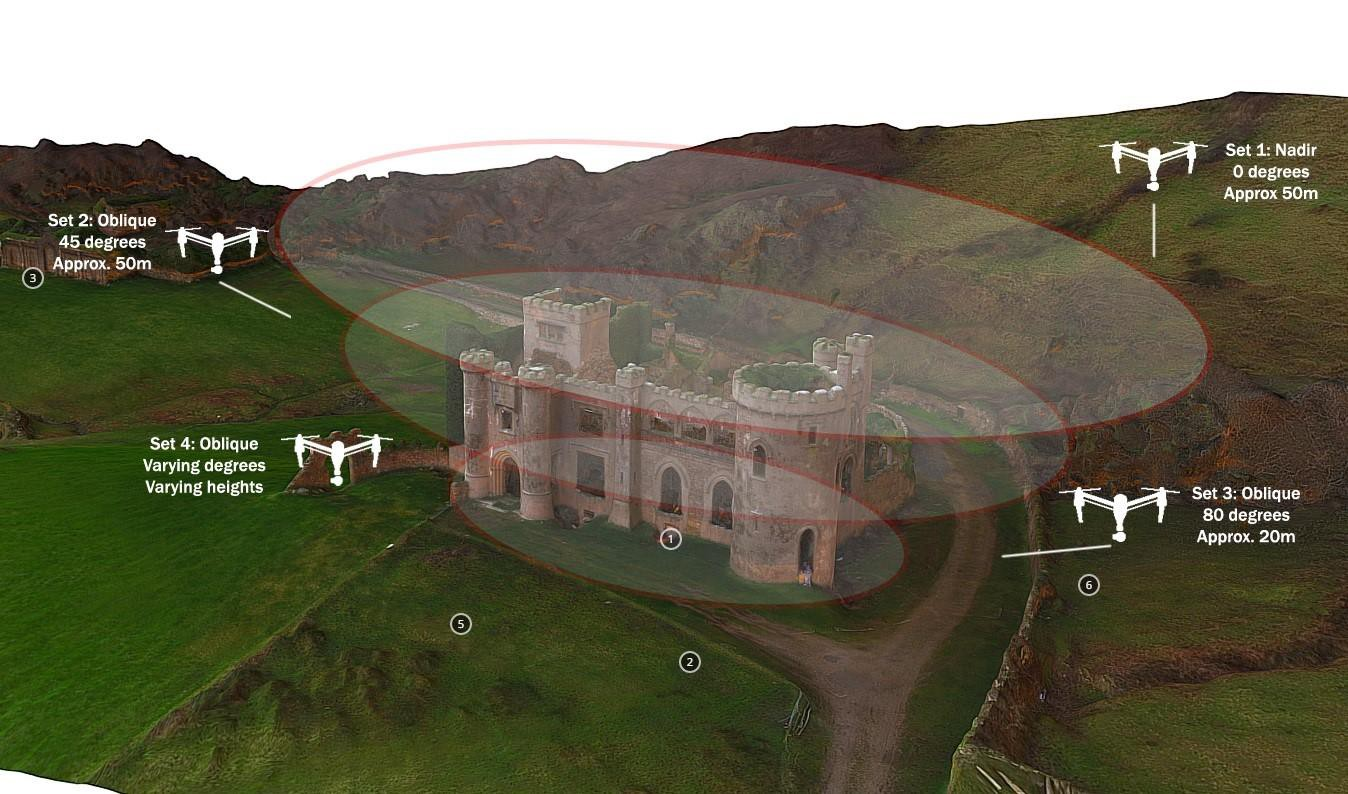 Set 1: Nadir
0 degrees
Approx 50m
Set 2: Oblique
45 degrees
Approx. 50m
3
Set 4: Oblique
Varying degrees
Varying heights
Set 3: Oblique
80 degrees
Approx. 20m
1
6
5
2